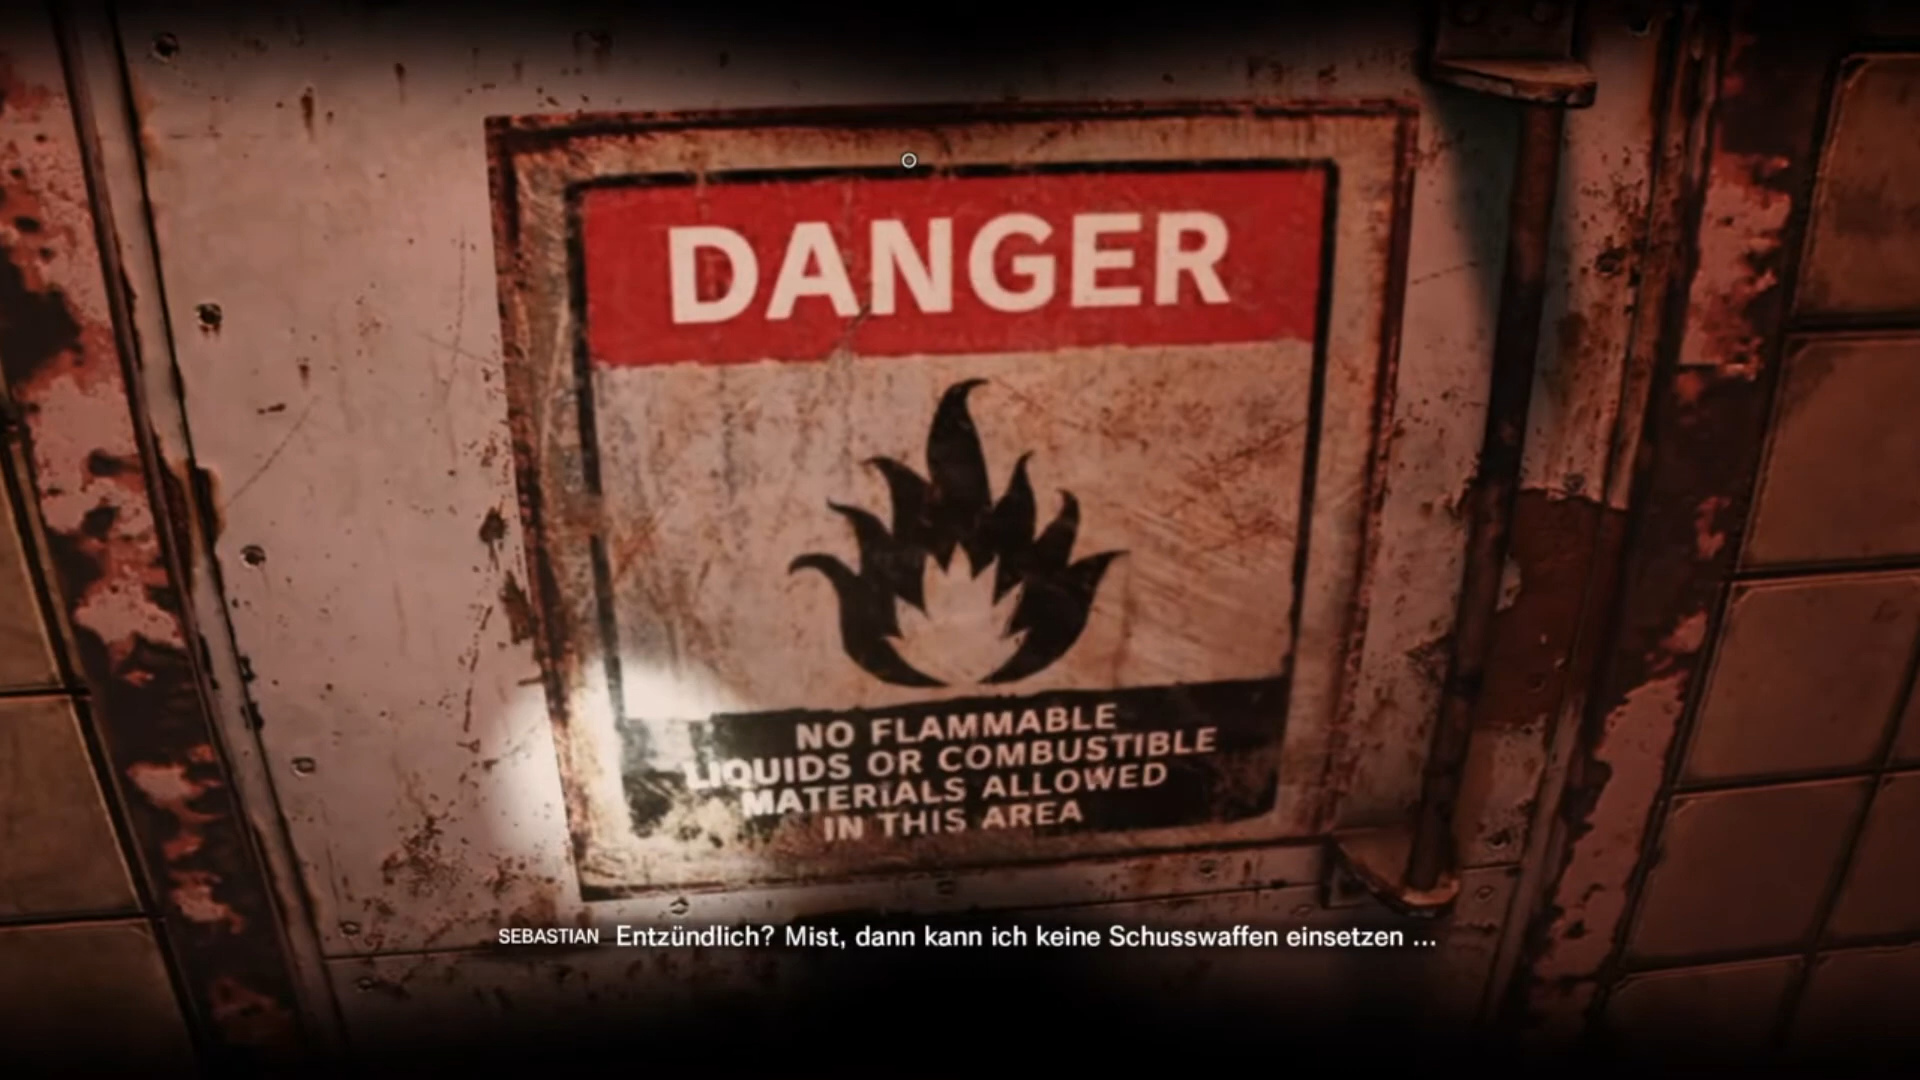 DANGER
NO FLAMMABLE
LIQUIDS OR COMBUSTIBLE
MATERIALS ALLOWED
IN THIS AREA
SEBASTIAN Entzündlich? Mist, dann kann ich keine Schusswaffen einsetzen ...